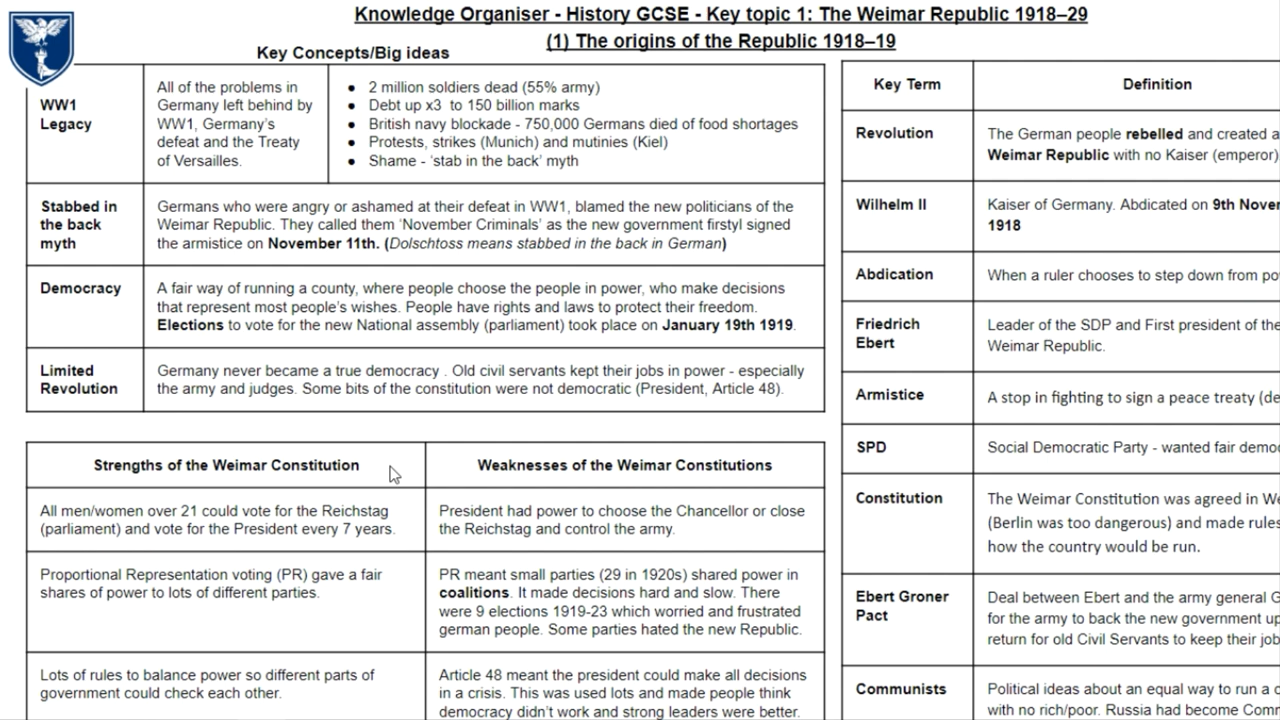 Knowledge Organiser - History GCSE - Key topic 1: The Weimar Republic 1918–29
(1) The origins of the Republic 1918–19
Key Concepts/Big ideas
WW1
Legacy
All of the problems in
Germany left behind by
WW1, Germany's
defeat and the Treaty
of Versailles.
● 2 million soldiers dead (55% army)
● Debt up x3 to 150 billion marks
● British navy blockade - 750,000 Germans died of food shortages
● Protests, strikes (Munich) and mutinies (Kiel)
● Shame - 'stab in the back' myth
Stabbed in
the back
myth
Germans who were angry or ashamed at their defeat in WW1, blamed the new politicians of the
Weimar Republic. They called them 'November Criminals' as the new government firstyl signed
the armistice on November 11th. (Dolschtoss means stabbed in the back in German)
Democracy
A fair way of running a county, where people choose the people in power, who make decisions
that represent most people's wishes. People have rights and laws to protect their freedom.
Elections to vote for the new National assembly (parliament) took place on January 19th 1919.
Limited
Revolution
Germany never became a true democracy . Old civil servants kept their jobs in power - especially
the army and judges. Some bits of the constitution were not democratic (President, Article 48).
Strengths of the Weimar Constitution
Weaknesses of the Weimar Constitutions
All men/women over 21 could vote for the Reichstag
(parliament) and vote for the President every 7 years.
President had power to choose the Chancellor or close
the Reichstag and control the army.
Proportional Representation voting (PR) gave a fair
shares of power to lots of different parties.
PR meant small parties (29 in 1920s) shared power in
coalitions. It made decisions hard and slow. There
were 9 elections 1919-23 which worried and frustrated
german people. Some parties hated the new Republic.
Lots of rules to balance power so different parts of
government could check each other.
Article 48 meant the president could make all decisions
in a crisis. This was used lots and made people think
democracy didn't work and strong leaders were better.
Key Term
Definition
Revolution
The German people rebelled and created a
Weimar Republic with no Kaiser (emperor)
Wilhelm II
Kaiser of Germany. Abdicated on 9th
1918
Abdication
When a ruler chooses to step down from
Friedrich
Ebert
Leader of the SDP and First president of the
Weimar Republic.
Armistice
A stop in fighting to sign a peace treaty
SPD
Social Democratic Party - wanted fair
Constitution
The Weimar Constitution was agreed in
(Berlin was too dangerous) and made rules
how the country would be run.
Ebert Groner
Pact
Deal between Ebert and the army general
for the army to back the new government
return for old Civil Servants to keep their
Communists
Political ideas about an equal way to run a
with no rich/poor. Russia had become